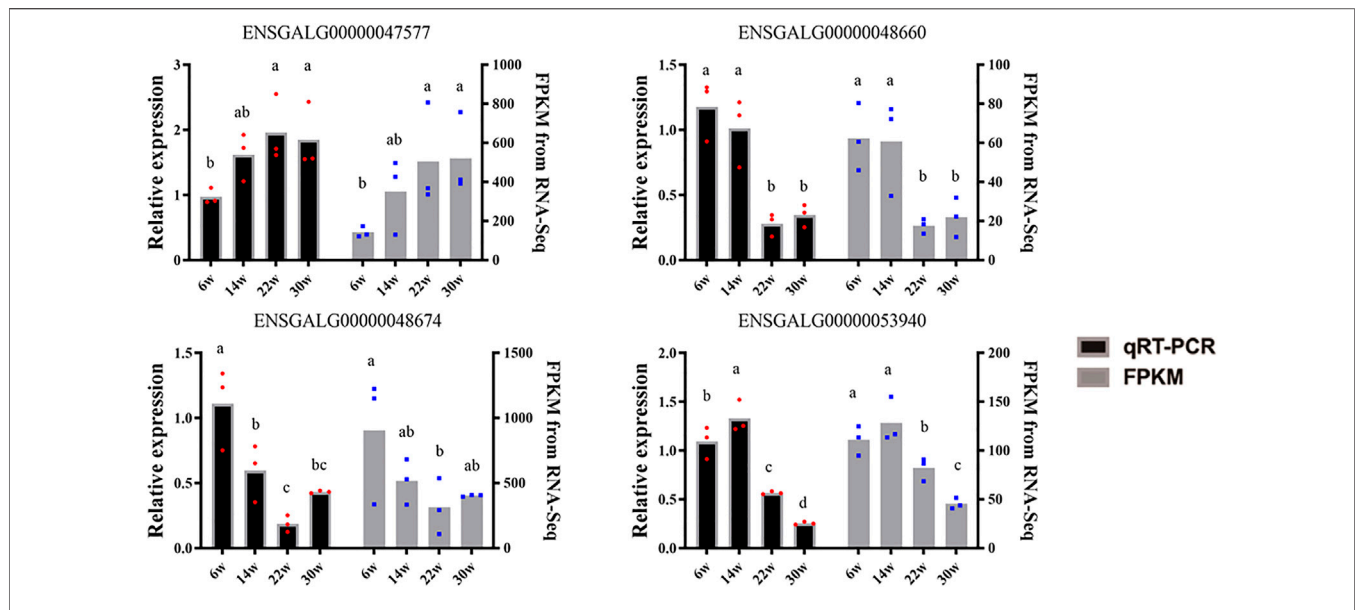 ENSGALG00000047577
Relative expression
3
2
1
0
b
ab
a
a
b
ab
a
a
1000
800
600
400
200
0
FPKM from RNA-Seq
6w
14w
22w
30w
6w
14w
22w
30w
ENSGALG00000048660
Relative expression
1.5
1.0
0.5
0.0
a
a
b
b
a
a
b
b
100
80
60
40
20
0
FPKM from RNA-Seq
6w
14w
22w
30w
6w
14w
22w
30w
ENSGALG00000048674
Relative expression
1.5
1.0
0.5
0.0
a
b
c
bc
a
ab
b
ab
1500
1000
500
0
FPKM from RNA-Seq
6w
14w
22w
30w
6w
14w
22w
30w
ENSGALG00000053940
Relative expression
2.0
1.5
1.0
0.5
0.0
b
a
c
d
a
a
b
c
200
150
100
50
0
FPKM from RNA-Seq
6w
14w
22w
30w
6w
14w
22w
30w
qRT-PCR
FPKM